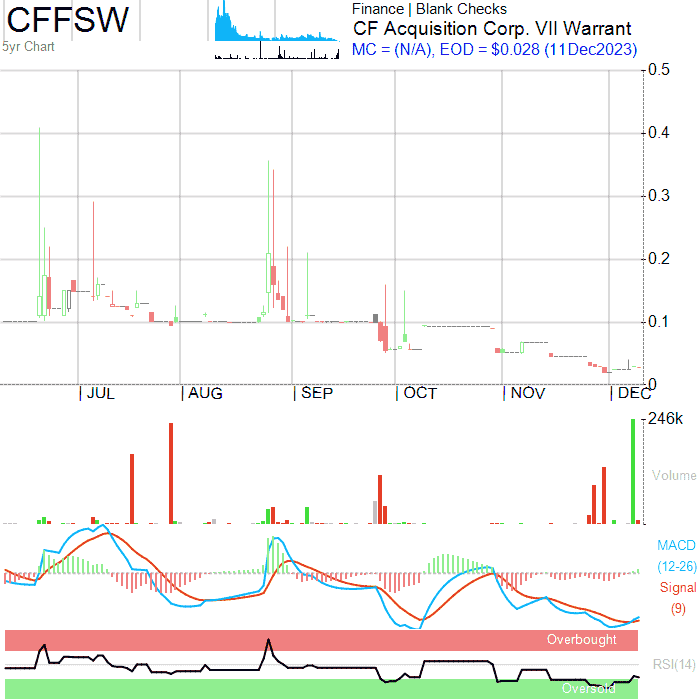 CFFSW
5yr Chart
Finance | Blank Checks
CF Acquisition Corp. VII Warrant
MC = (N/A), EOD = $0.028 (11Dec2023)
0.5
0.4
0.3
0.2
0.1
0
JUL AUG SEP OCT NOV DEC
246k
Volume
MACD
(12-26)
Signal
(9)
Overbought
RSI(14)
Oversold